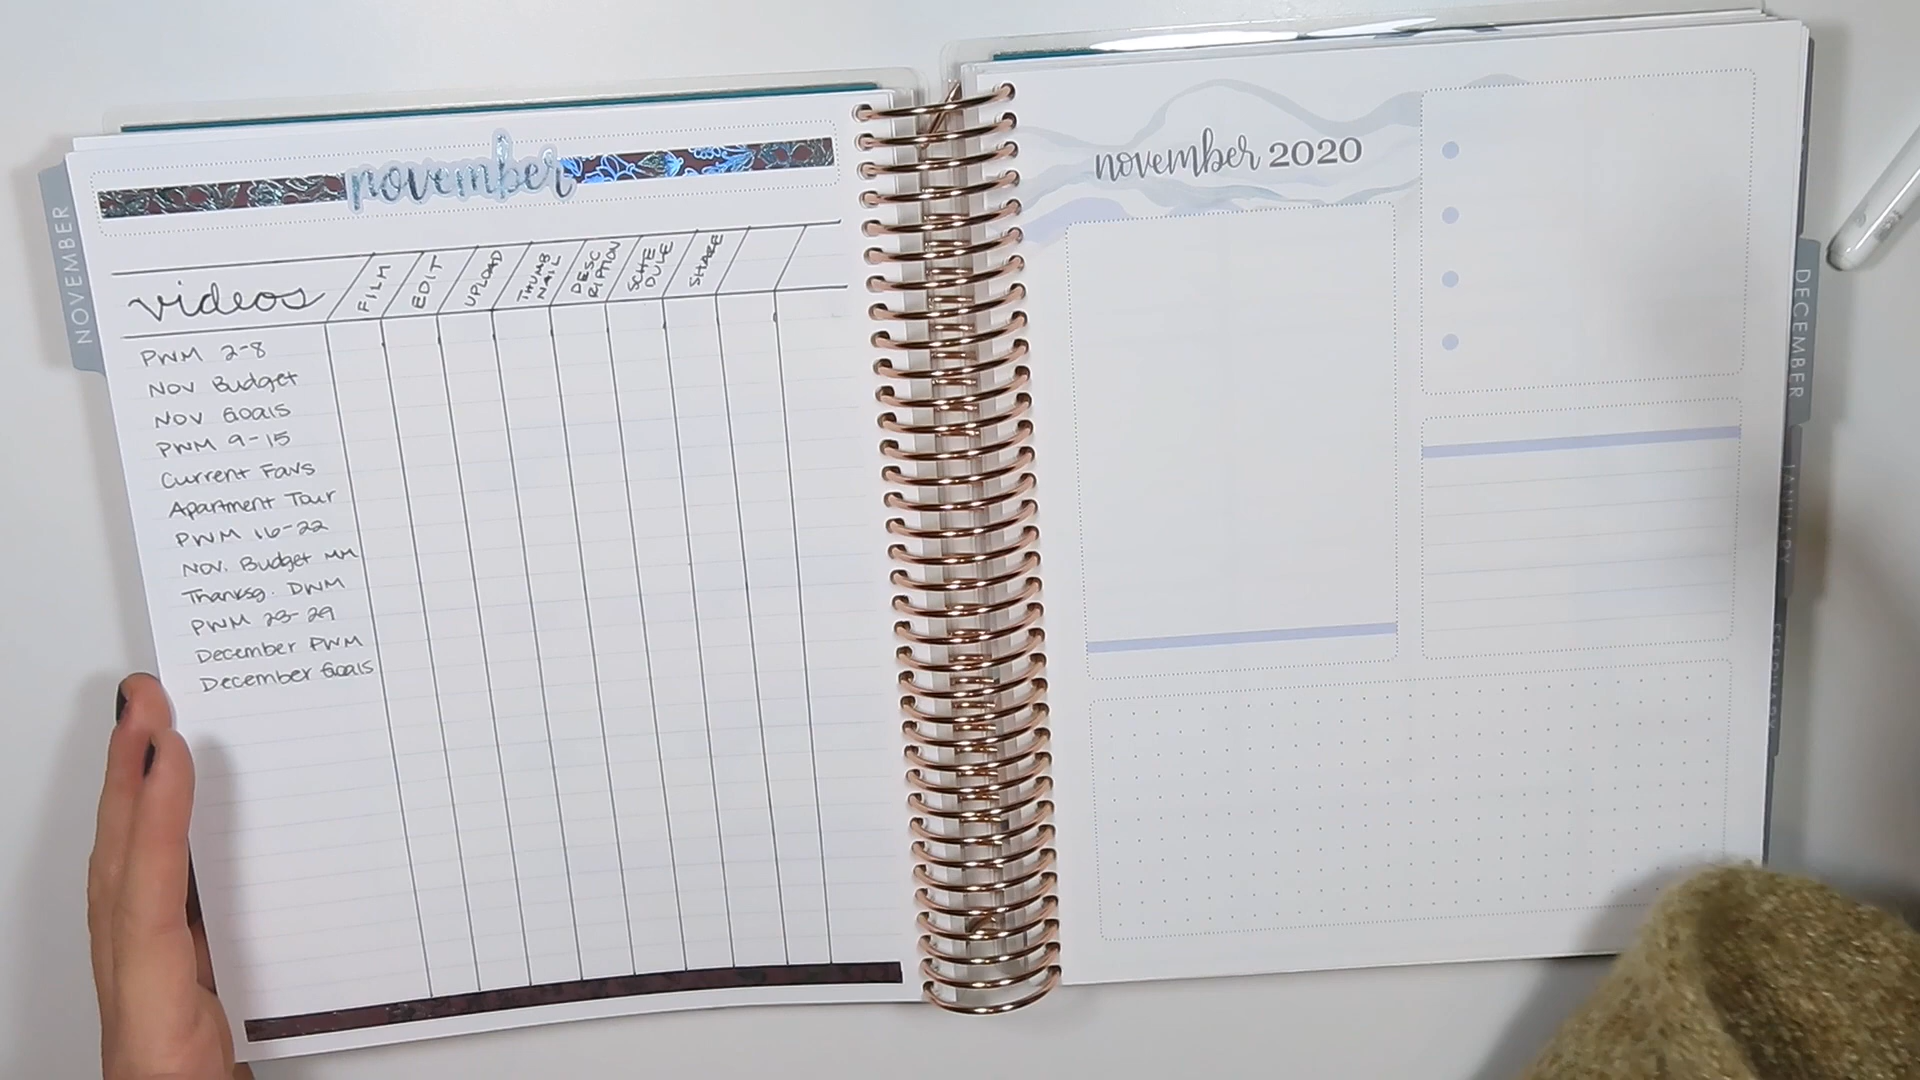 november
NOVEMBER
videos
FILM
EDIT
UPLOAD
THUMB
NAIL
DESC
RIPTION
SCHE
DULE
SHARE
PWM 2-8
Nov Budget
Nov Goals
PWM 9-15
Current Favs
Apartment Tour
PWM 16-22
Nov. Budget MM
Thanksg. DWM
PWM 23-29
December PWM
December Goals
november 2020
DECEMBER
JANUARY
FEBRUARY